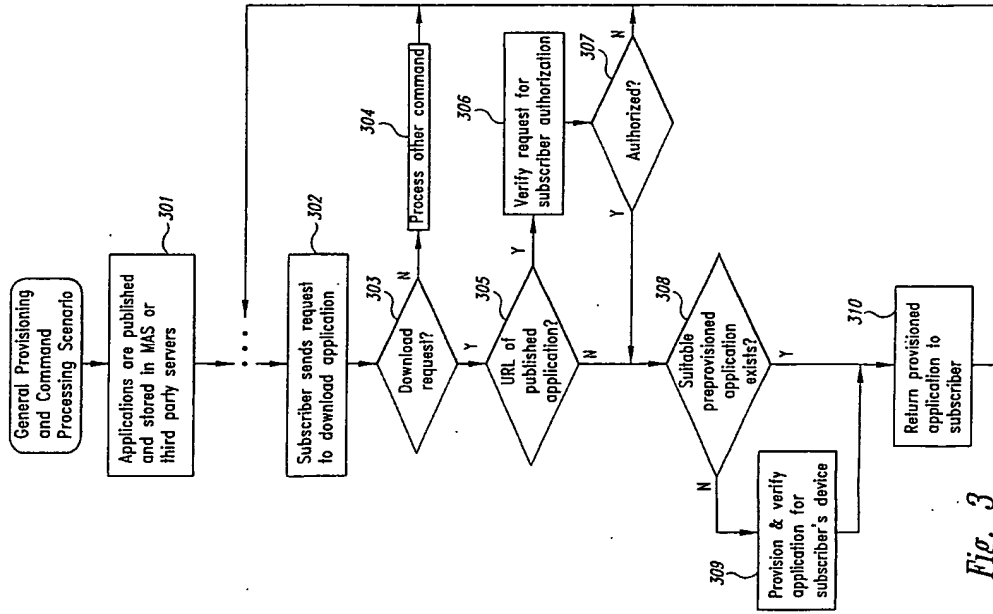 General Provisioning
and Command
Processing Scenario
301
Applications are published
and stored in MAS or
third party servers
302
Subscriber sends request
to download application
303
Download
request?
N
304
Process other command
Y
305
URL of
published
application?
Y
306
Verify request for
subscriber authorization
N
307
Authorized?
N
Y
308
Suitable
preprovisioned
application
exists?
N
Y
309
Provision & verify
application for
subscriber's device
310
Return provisioned
application to
subscriber
Fig. 3